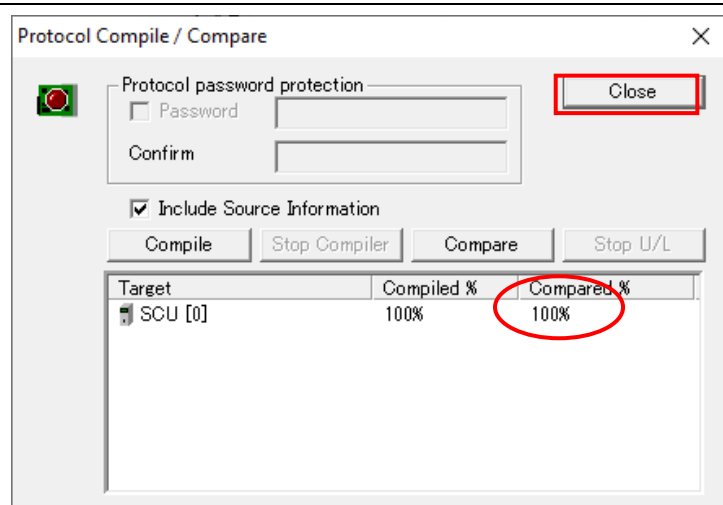 Protocol Compile / Compare
Protocol password protection
Close
Password
Confirm
Include Source Information
Compile Stop Compiler Compare Stop U/L
Target Compiled % Compared %
SCU [0] 100% 100%